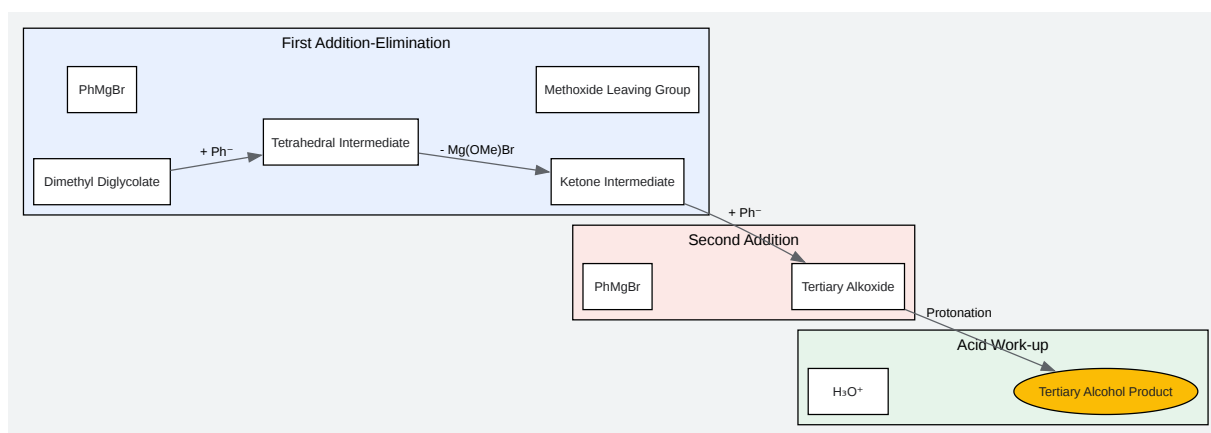 First Addition-Elimination
PhMgBr
Methoxide Leaving Group
Tetrahedral Intermediate
+ Ph⁻
- Mg(OMe)Br
Dimethyl Diglycolate
Ketone Intermediate
+ Ph⁻
Second Addition
PhMgBr
Tertiary Alkoxide
Protonation
Acid Work-up
H₃O⁺
Tertiary Alcohol Product